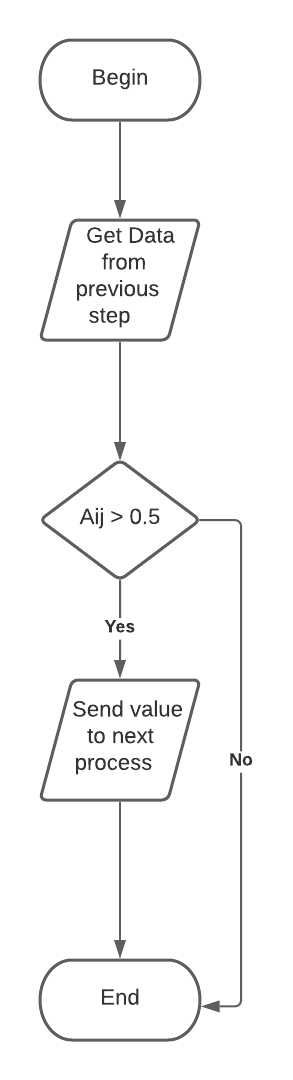 Begin
Get Data
from
previous
step
Aij > 0.5
Yes
Send value
to next
process
No
End